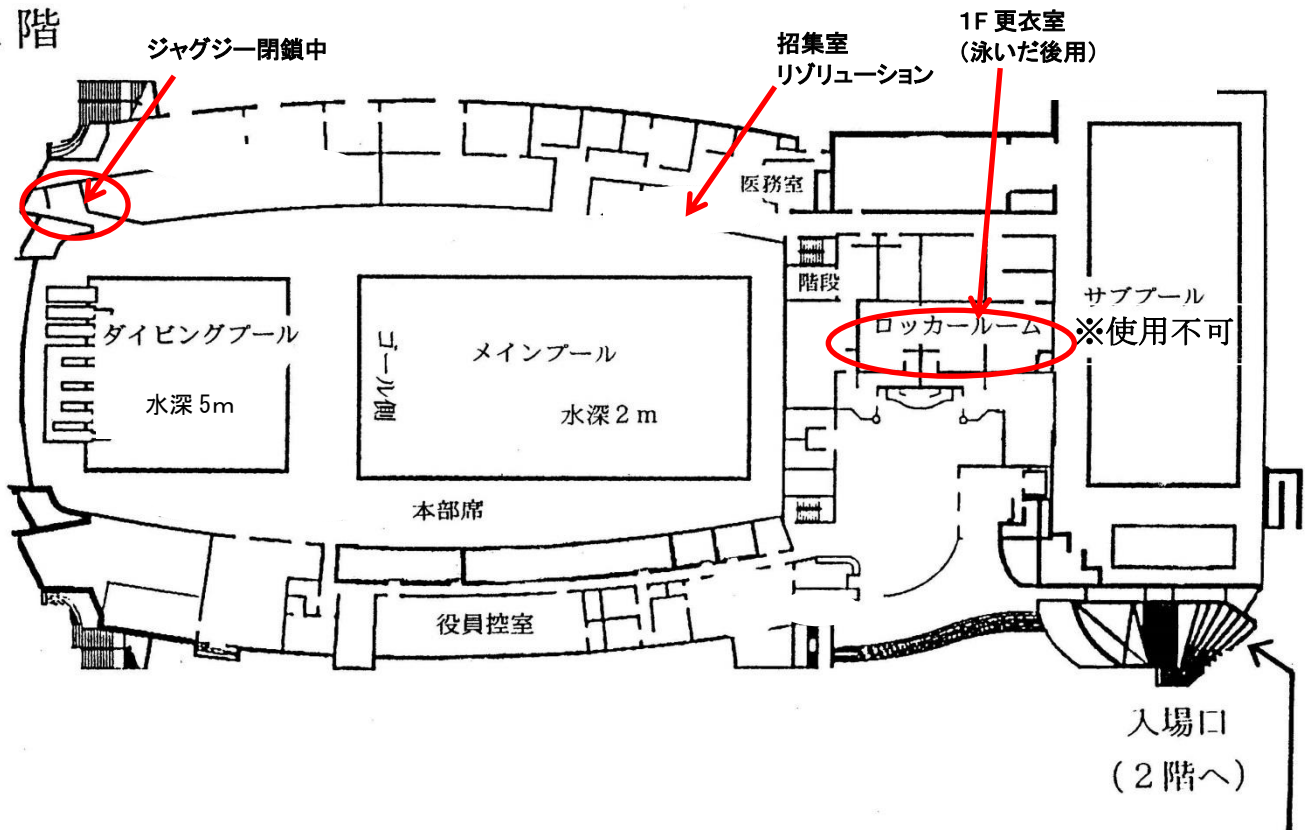 階
ジャグジー閉鎖中
招集室
リゾリューション
1F 更衣室
(泳いだ後用)
医務室
階段
ダイビングプール
水深5m
ゴール側
メインプール
水深2m
ロッカールーム
サブプール
※使用不可
本部席
役員控室
入場口
(2階へ)